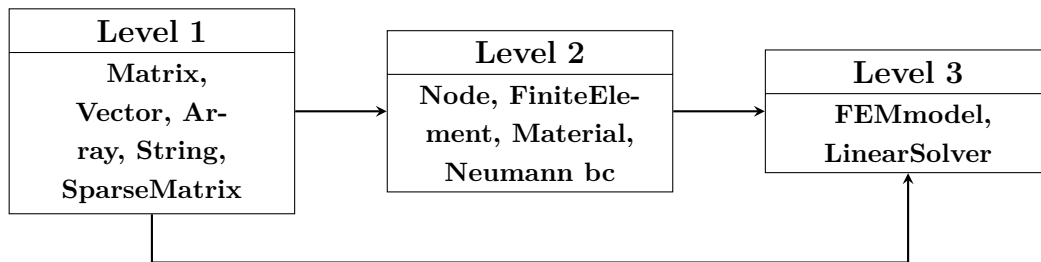 Level 1
Matrix,
Vector, Ar-
ray, String,
SparseMatrix
Level 2
Node, FiniteEle-
ment, Material,
Neumann bc
Level 3
FEMmodel,
LinearSolver